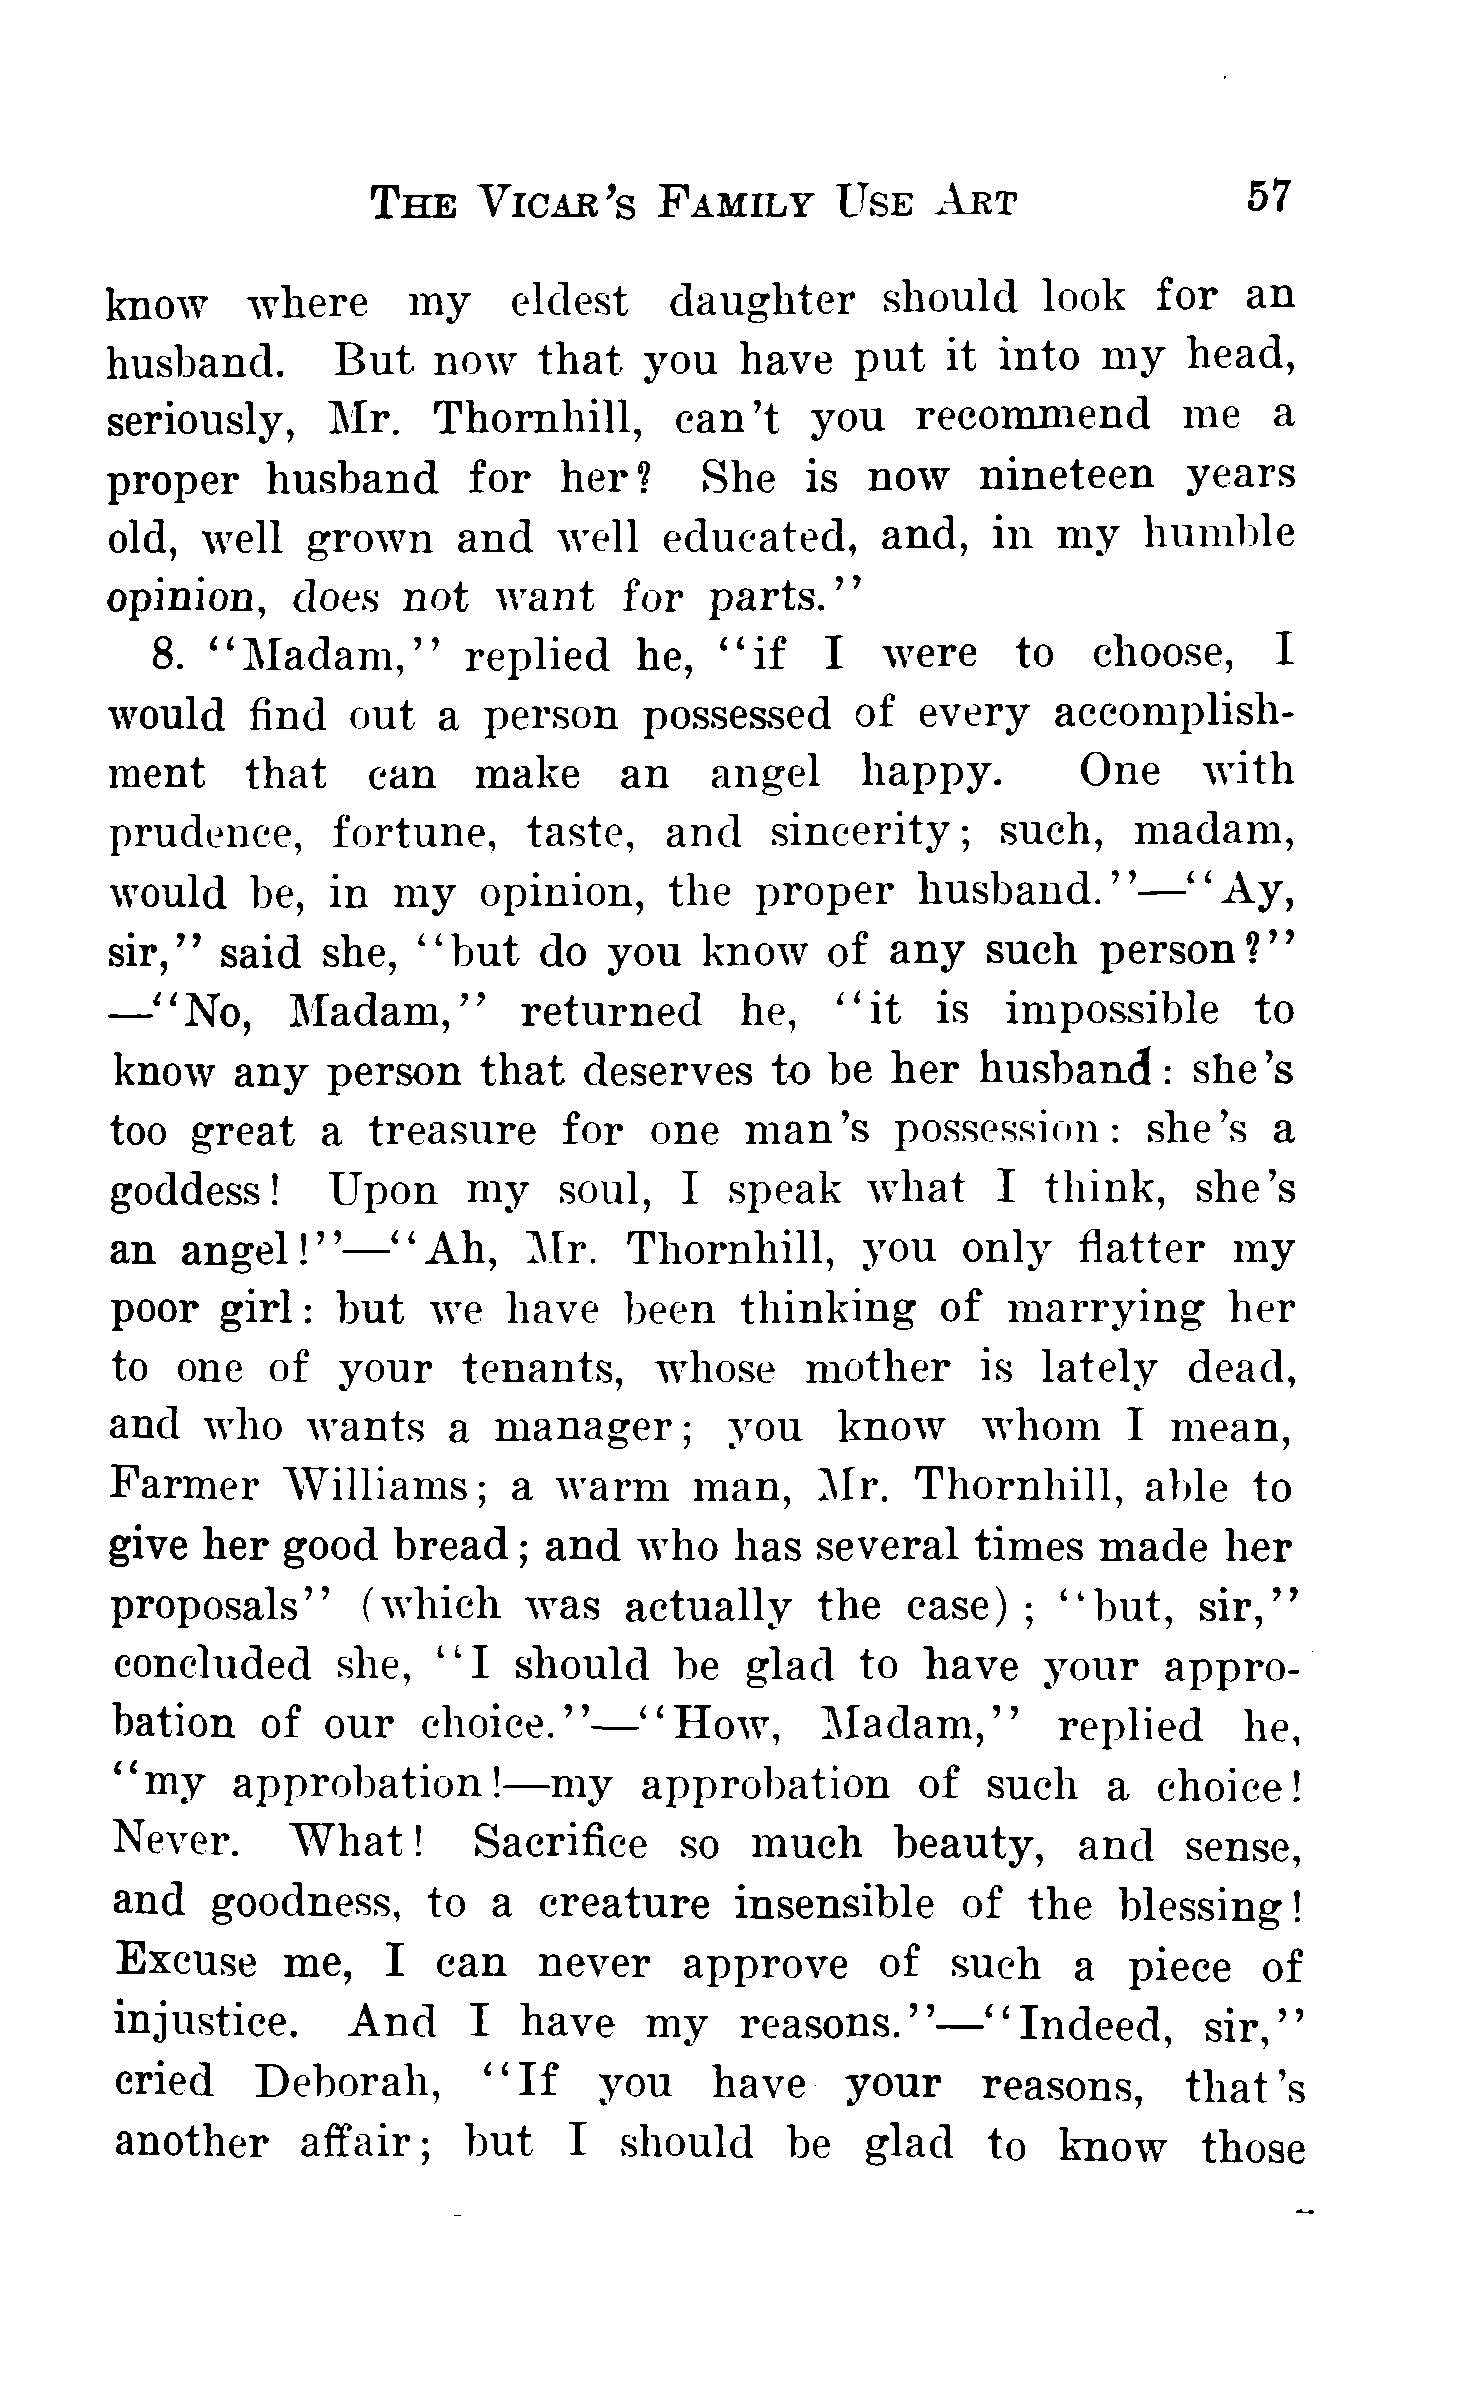 THE VICAR'S FAMILY USE ART 57
know where my eldest daughter should look for an
husband. But now that you have put it into my head,
seriously, Mr. Thornhill, can't you recommend me a
proper husband for her? She is now nineteen years
old, well grown and well educated, and, in my humble
opinion, does not want for parts."
8. "Madam," replied he, "if I were to choose, I
would find out a person possessed of every accomplish-
ment that can make an angel happy. One with
prudence, fortune, taste, and sincerity; such, madam,
would be, in my opinion, the proper husband."—"Ay,
sir," said she, "but do you know of any such person?"
—"No, Madam," returned he, "it is impossible to
know any person that deserves to be her husband: she's
too great a treasure for one man's possession: she's a
goddess! Upon my soul, I speak what I think, she's
an angel!"—"Ah, Mr. Thornhill, you only flatter my
poor girl: but we have been thinking of marrying her
to one of your tenants, whose mother is lately dead,
and who wants a manager; you know whom I mean,
Farmer Williams; a warm man, Mr. Thornhill, able to
give her good bread; and who has several times made her
proposals" (which was actually the case); "but, sir,"
concluded she, "I should be glad to have your appro-
bation of our choice."—"How, Madam," replied he,
"my approbation!—my approbation of such a choice!
Never. What! Sacrifice so much beauty, and sense,
and goodness, to a creature insensible of the blessing!
Excuse me, I can never approve of such a piece of
injustice. And I have my reasons."—"Indeed, sir,"
cried Deborah, "If you have your reasons, that's
another affair; but I should be glad to know those